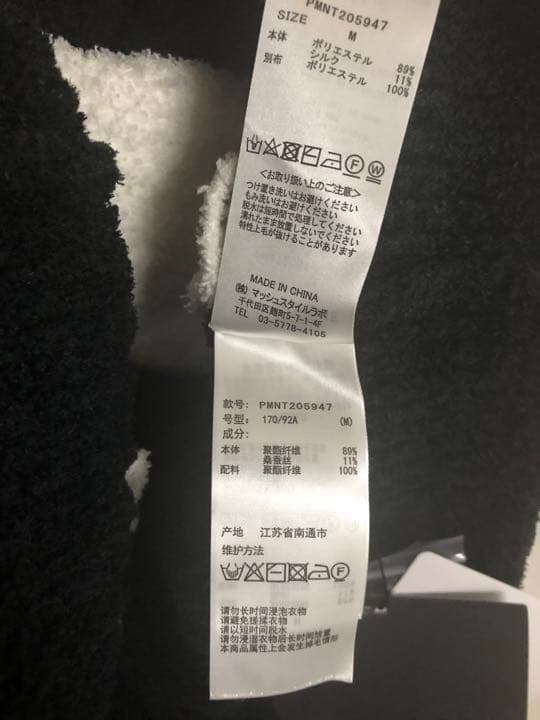 PMNT205947
SIZE M
本体 ポリエステル 89%
シルク 11%
別布 ポリエステル 100%
F W
<お取り扱い上のご注意>
つけ置き洗いはお避けください
もみ洗いはお避けください
脱水は短時間で処理してください
濡れたまま放置しないでください
特性上毛が抜けることがあります
MADE IN CHINA
(株) マッシュスタイルラボ
千代田区麹町5-7-1-4F
TEL 03-5778-4105
款号: PMNT205947
号型: 170/92A (M)
成分:
本体 聚酯纤维 89%
桑蚕丝 11%
配料 聚酯纤维 100%
产地 江苏省南通市
维护方法
F
请勿长时间浸泡衣物
请避免搓揉衣物
请以短时间脱水
请勿浸湿衣物后长时间放置
本商品属性上会发生掉毛情形